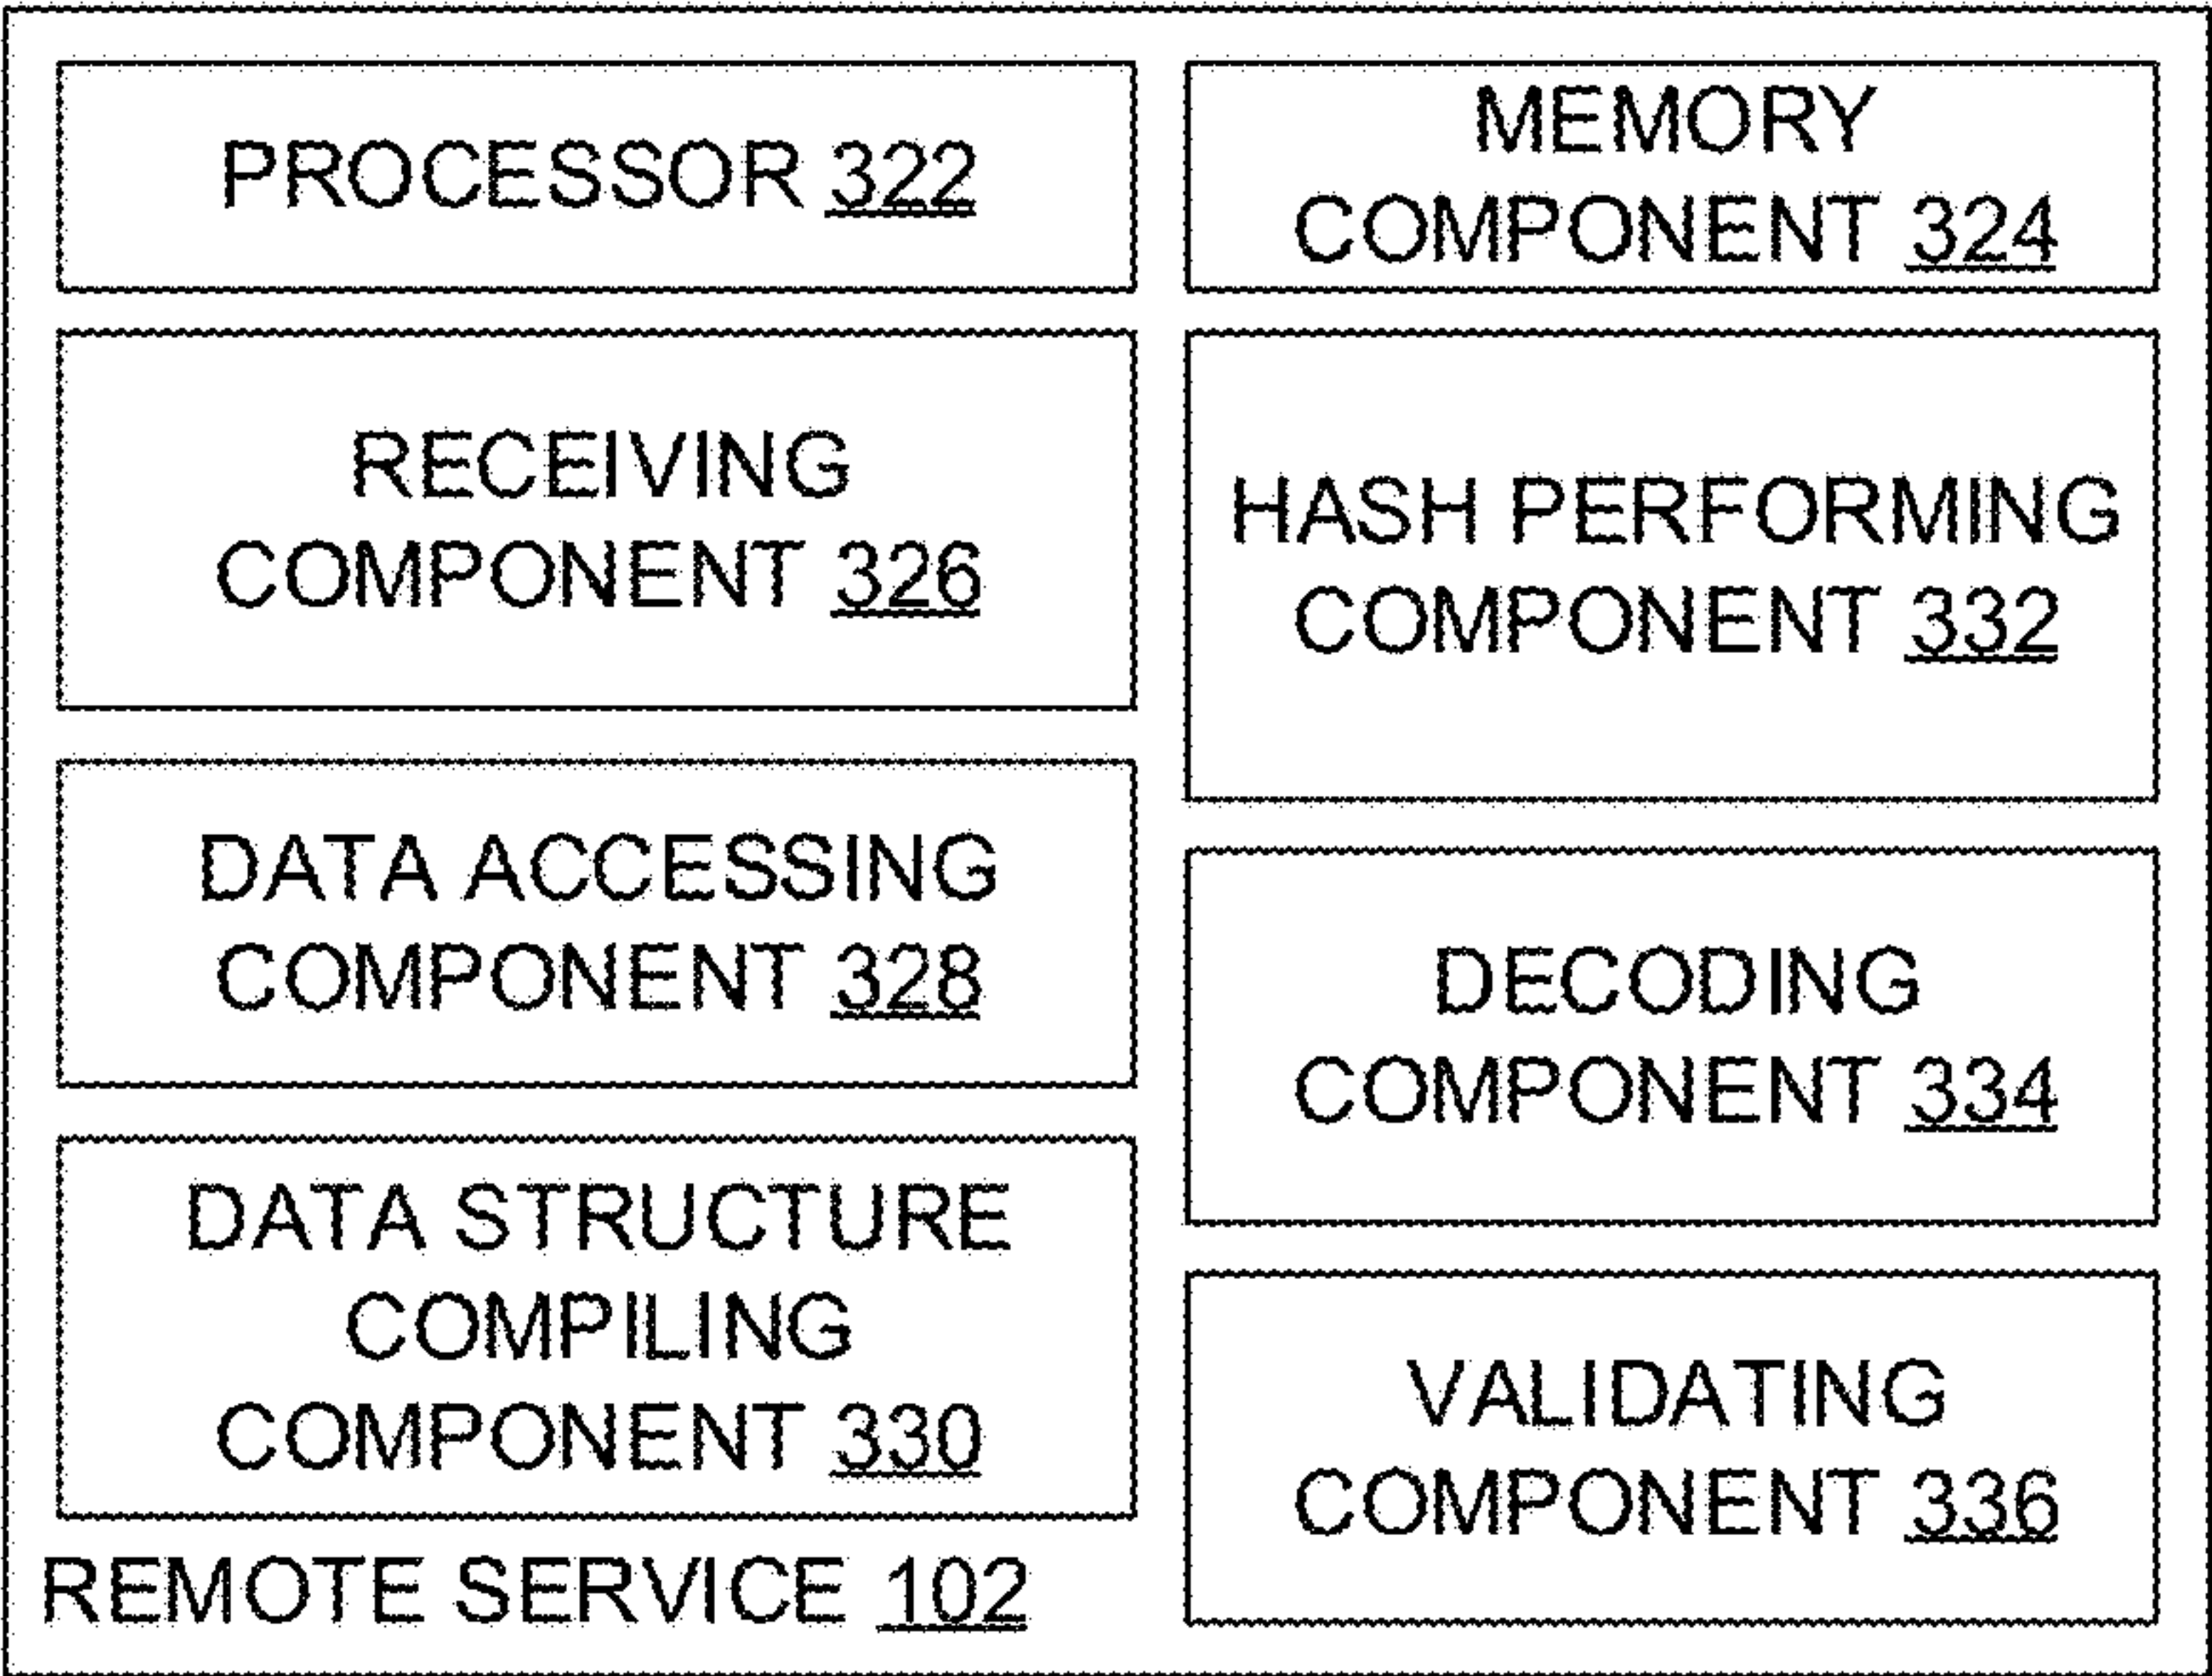 PROCESSOR 322
MEMORY
COMPONENT 324
RECEIVING
COMPONENT 326
HASH PERFORMING
COMPONENT 332
DATA ACCESSING
COMPONENT 328
DECODING
COMPONENT 334
DATA STRUCTURE
COMPILING
COMPONENT 330
VALIDATING
COMPONENT 336
REMOTE SERVICE 102